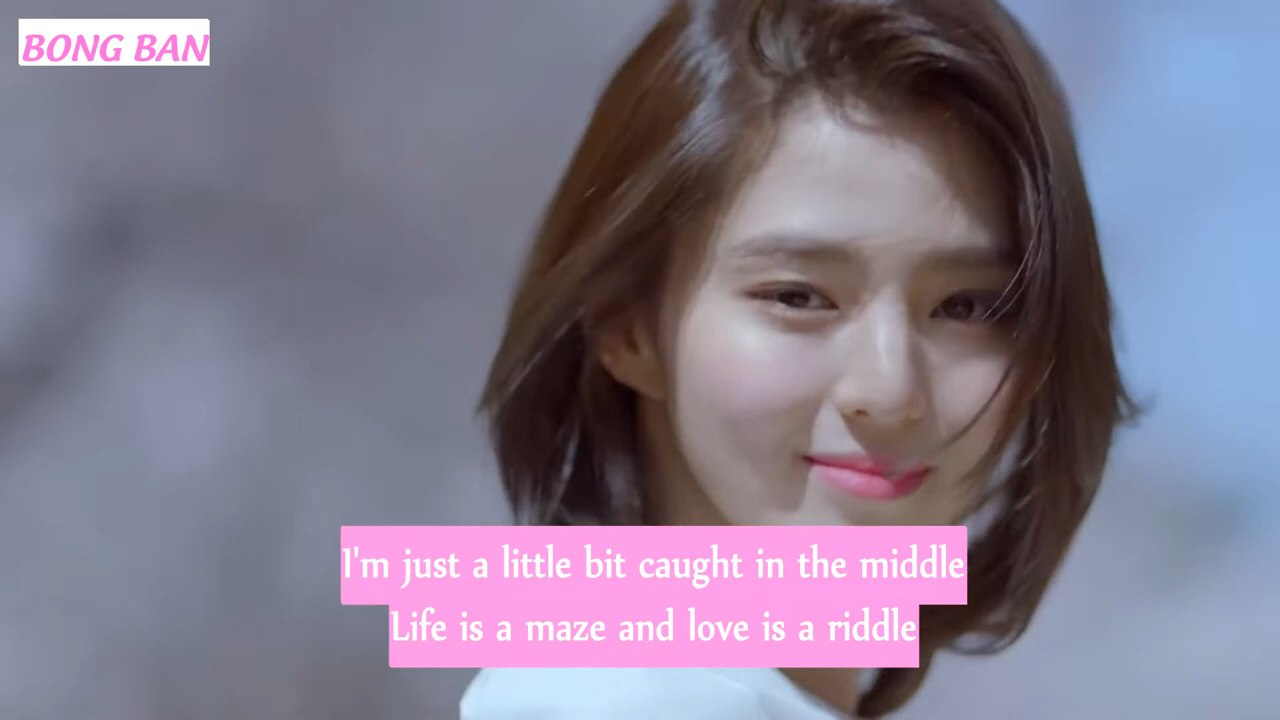 BONG BAN
I'm just a little bit caught in the middle
Life is a maze and love is a riddle